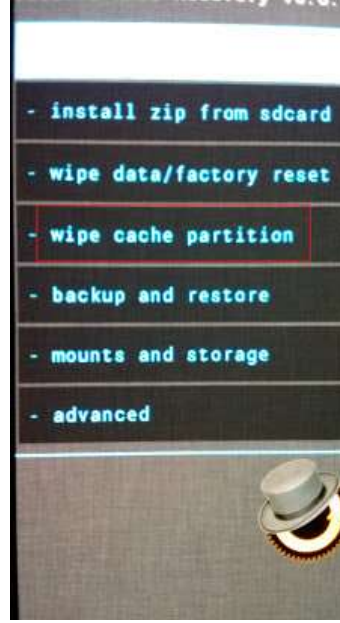 - install zip from sdcard
- wipe data/factory reset
- wipe cache partition
- backup and restore
- mounts and storage
- advanced